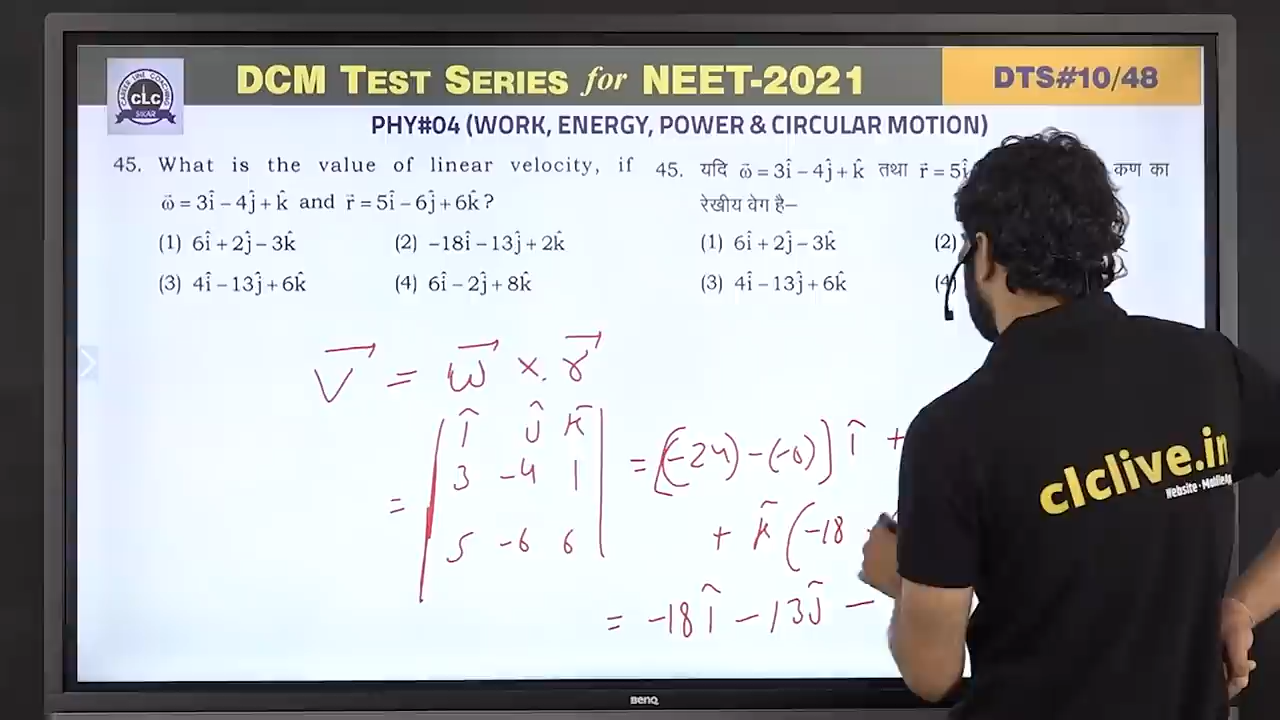 DCM TEST SERIES for NEET-2021
DTS#10/48
CAREER LINE COACHING
CLC
SIKAR
PHY#04 (WORK, ENERGY, POWER & CIRCULAR MOTION)
45. What is the value of linear velocity, if
ω⃗ = 3î − 4ĵ + k̂ and r⃗ = 5î − 6ĵ + 6k̂ ?
(1) 6î + 2ĵ − 3k̂ (2) −18î − 13ĵ + 2k̂
(3) 4î − 13ĵ + 6k̂ (4) 6î − 2ĵ + 8k̂
45. यदि ω⃗ = 3î − 4ĵ + k̂ तथा r⃗ = 5î कण का
रेखीय वेग है–
(1) 6î + 2ĵ − 3k̂ (2)
(3) 4î − 13ĵ + 6k̂ (4)
V⃗ = ω⃗ × r⃗
î ĵ k̂
= 3 -4 1 = [(-24) - (-6)] î +
5 -6 6 + k̂ (-18 -
= -18 î - 13 ĵ -
clclive.in
BenQ